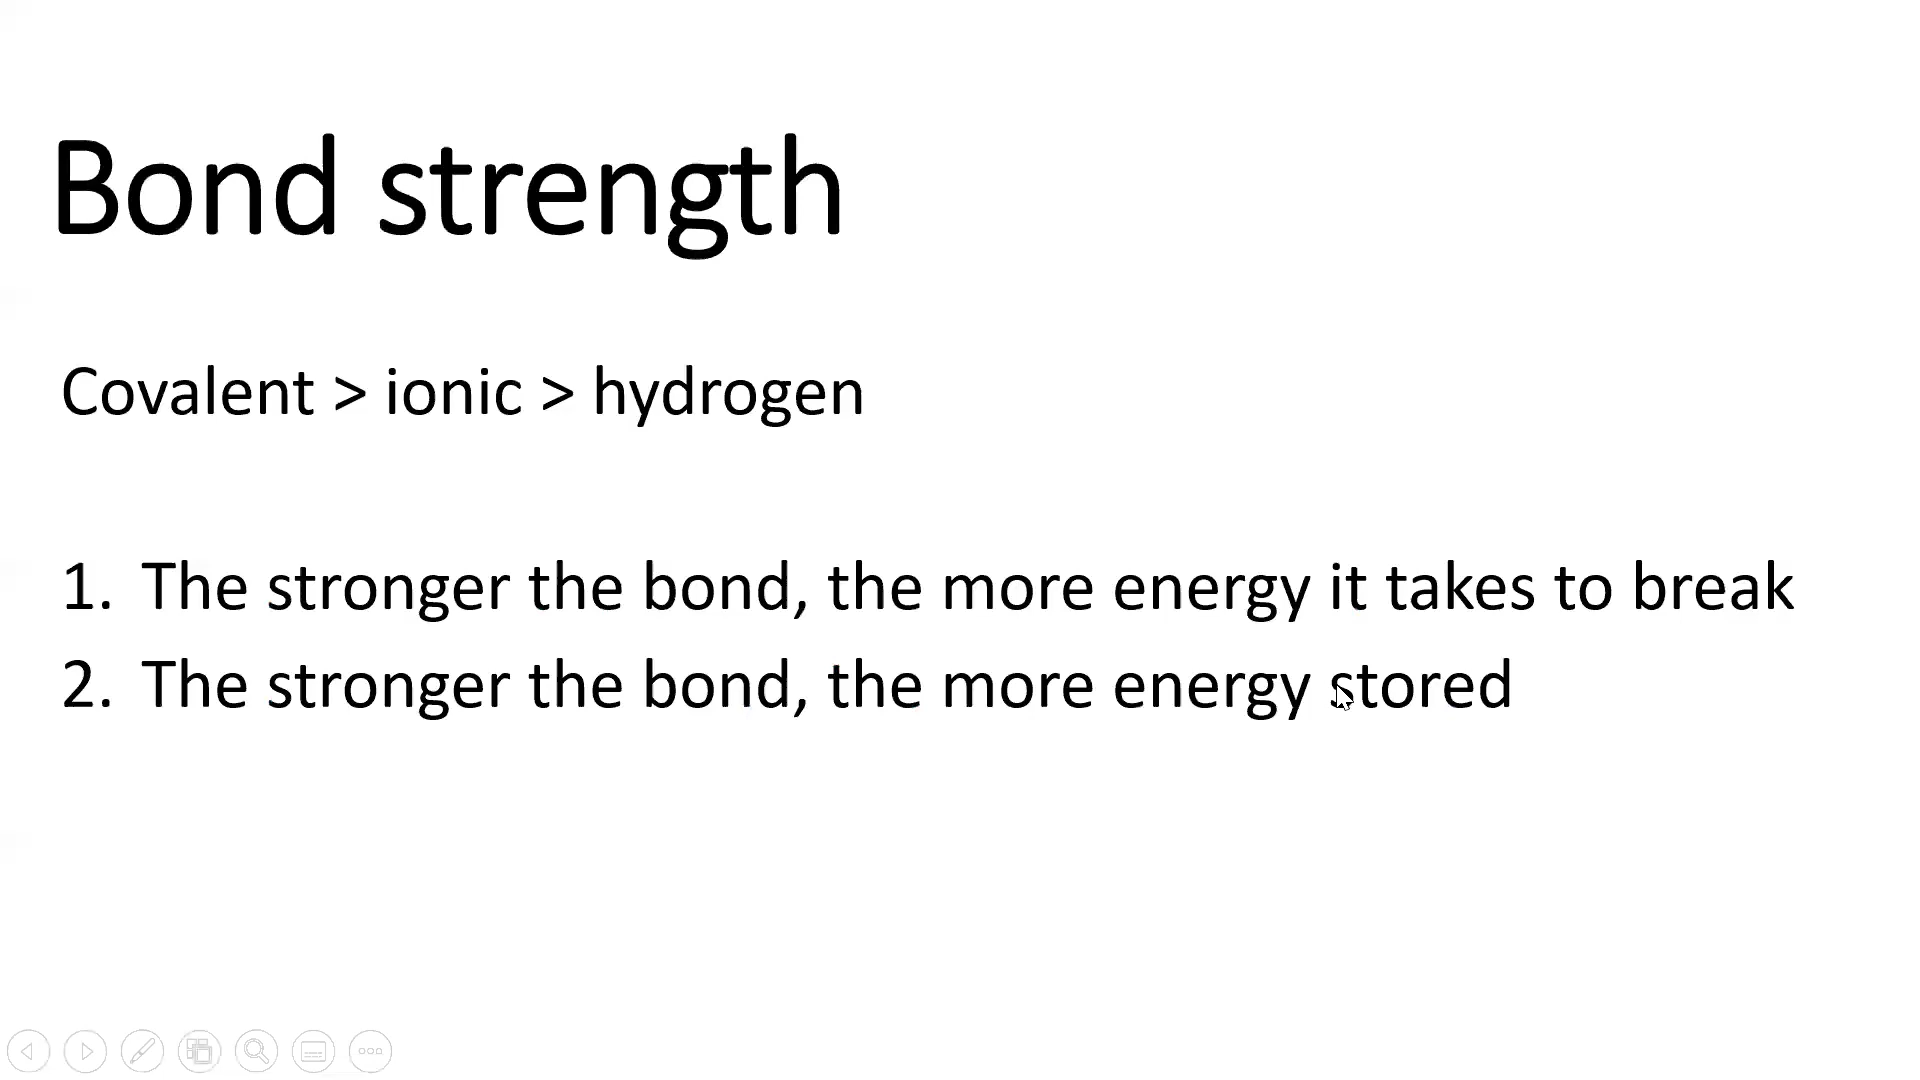 Bond strength
Covalent > ionic > hydrogen
1. The stronger the bond, the more energy it takes to break
2. The stronger the bond, the more energy stored